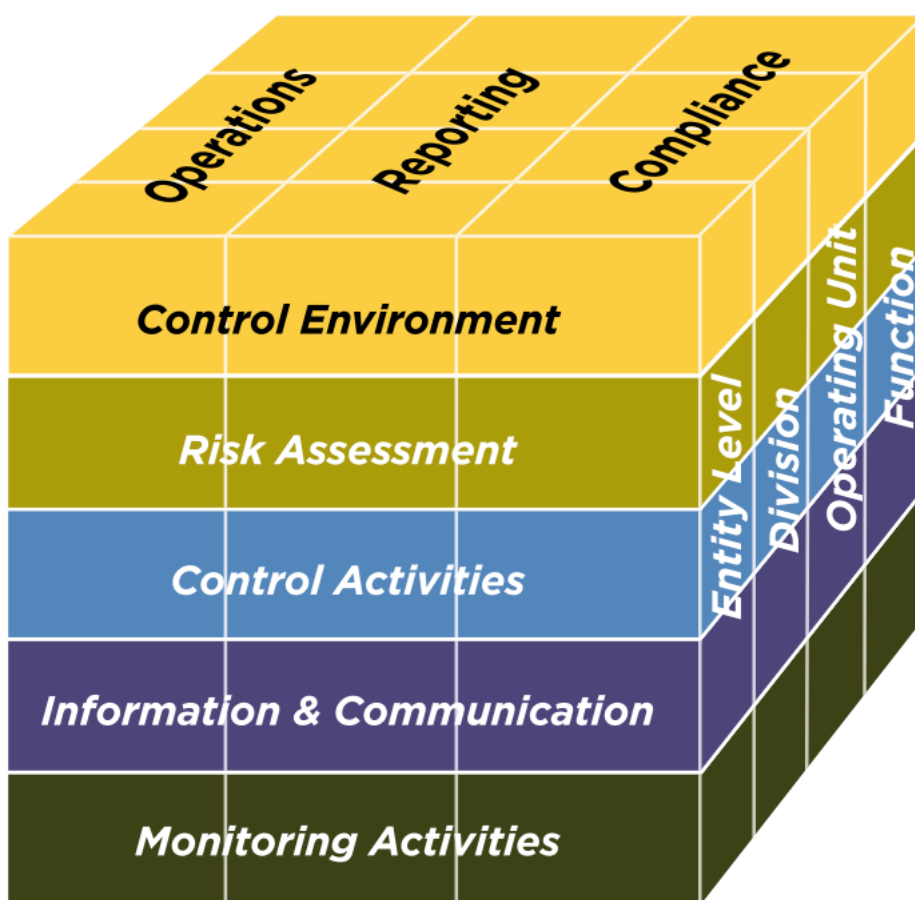 Operations
Reporting
Compliance
Control Environment
Risk Assessment
Control Activities
Information & Communication
Monitoring Activities
Entity Level
Division
Operating Unit
Function